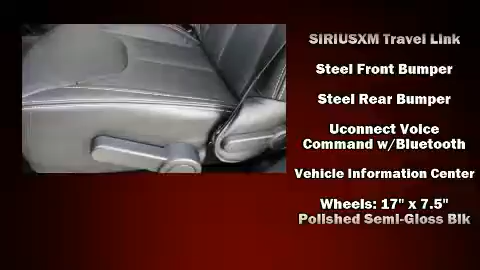 SIRIUSXM Travel Link
Steel Front Bumper
Steel Rear Bumper
Uconnect Voice
Command w/Bluetooth
Vehicle Information Center
Wheels: 17" x 7.5"
Polished Semi-Gloss Blk